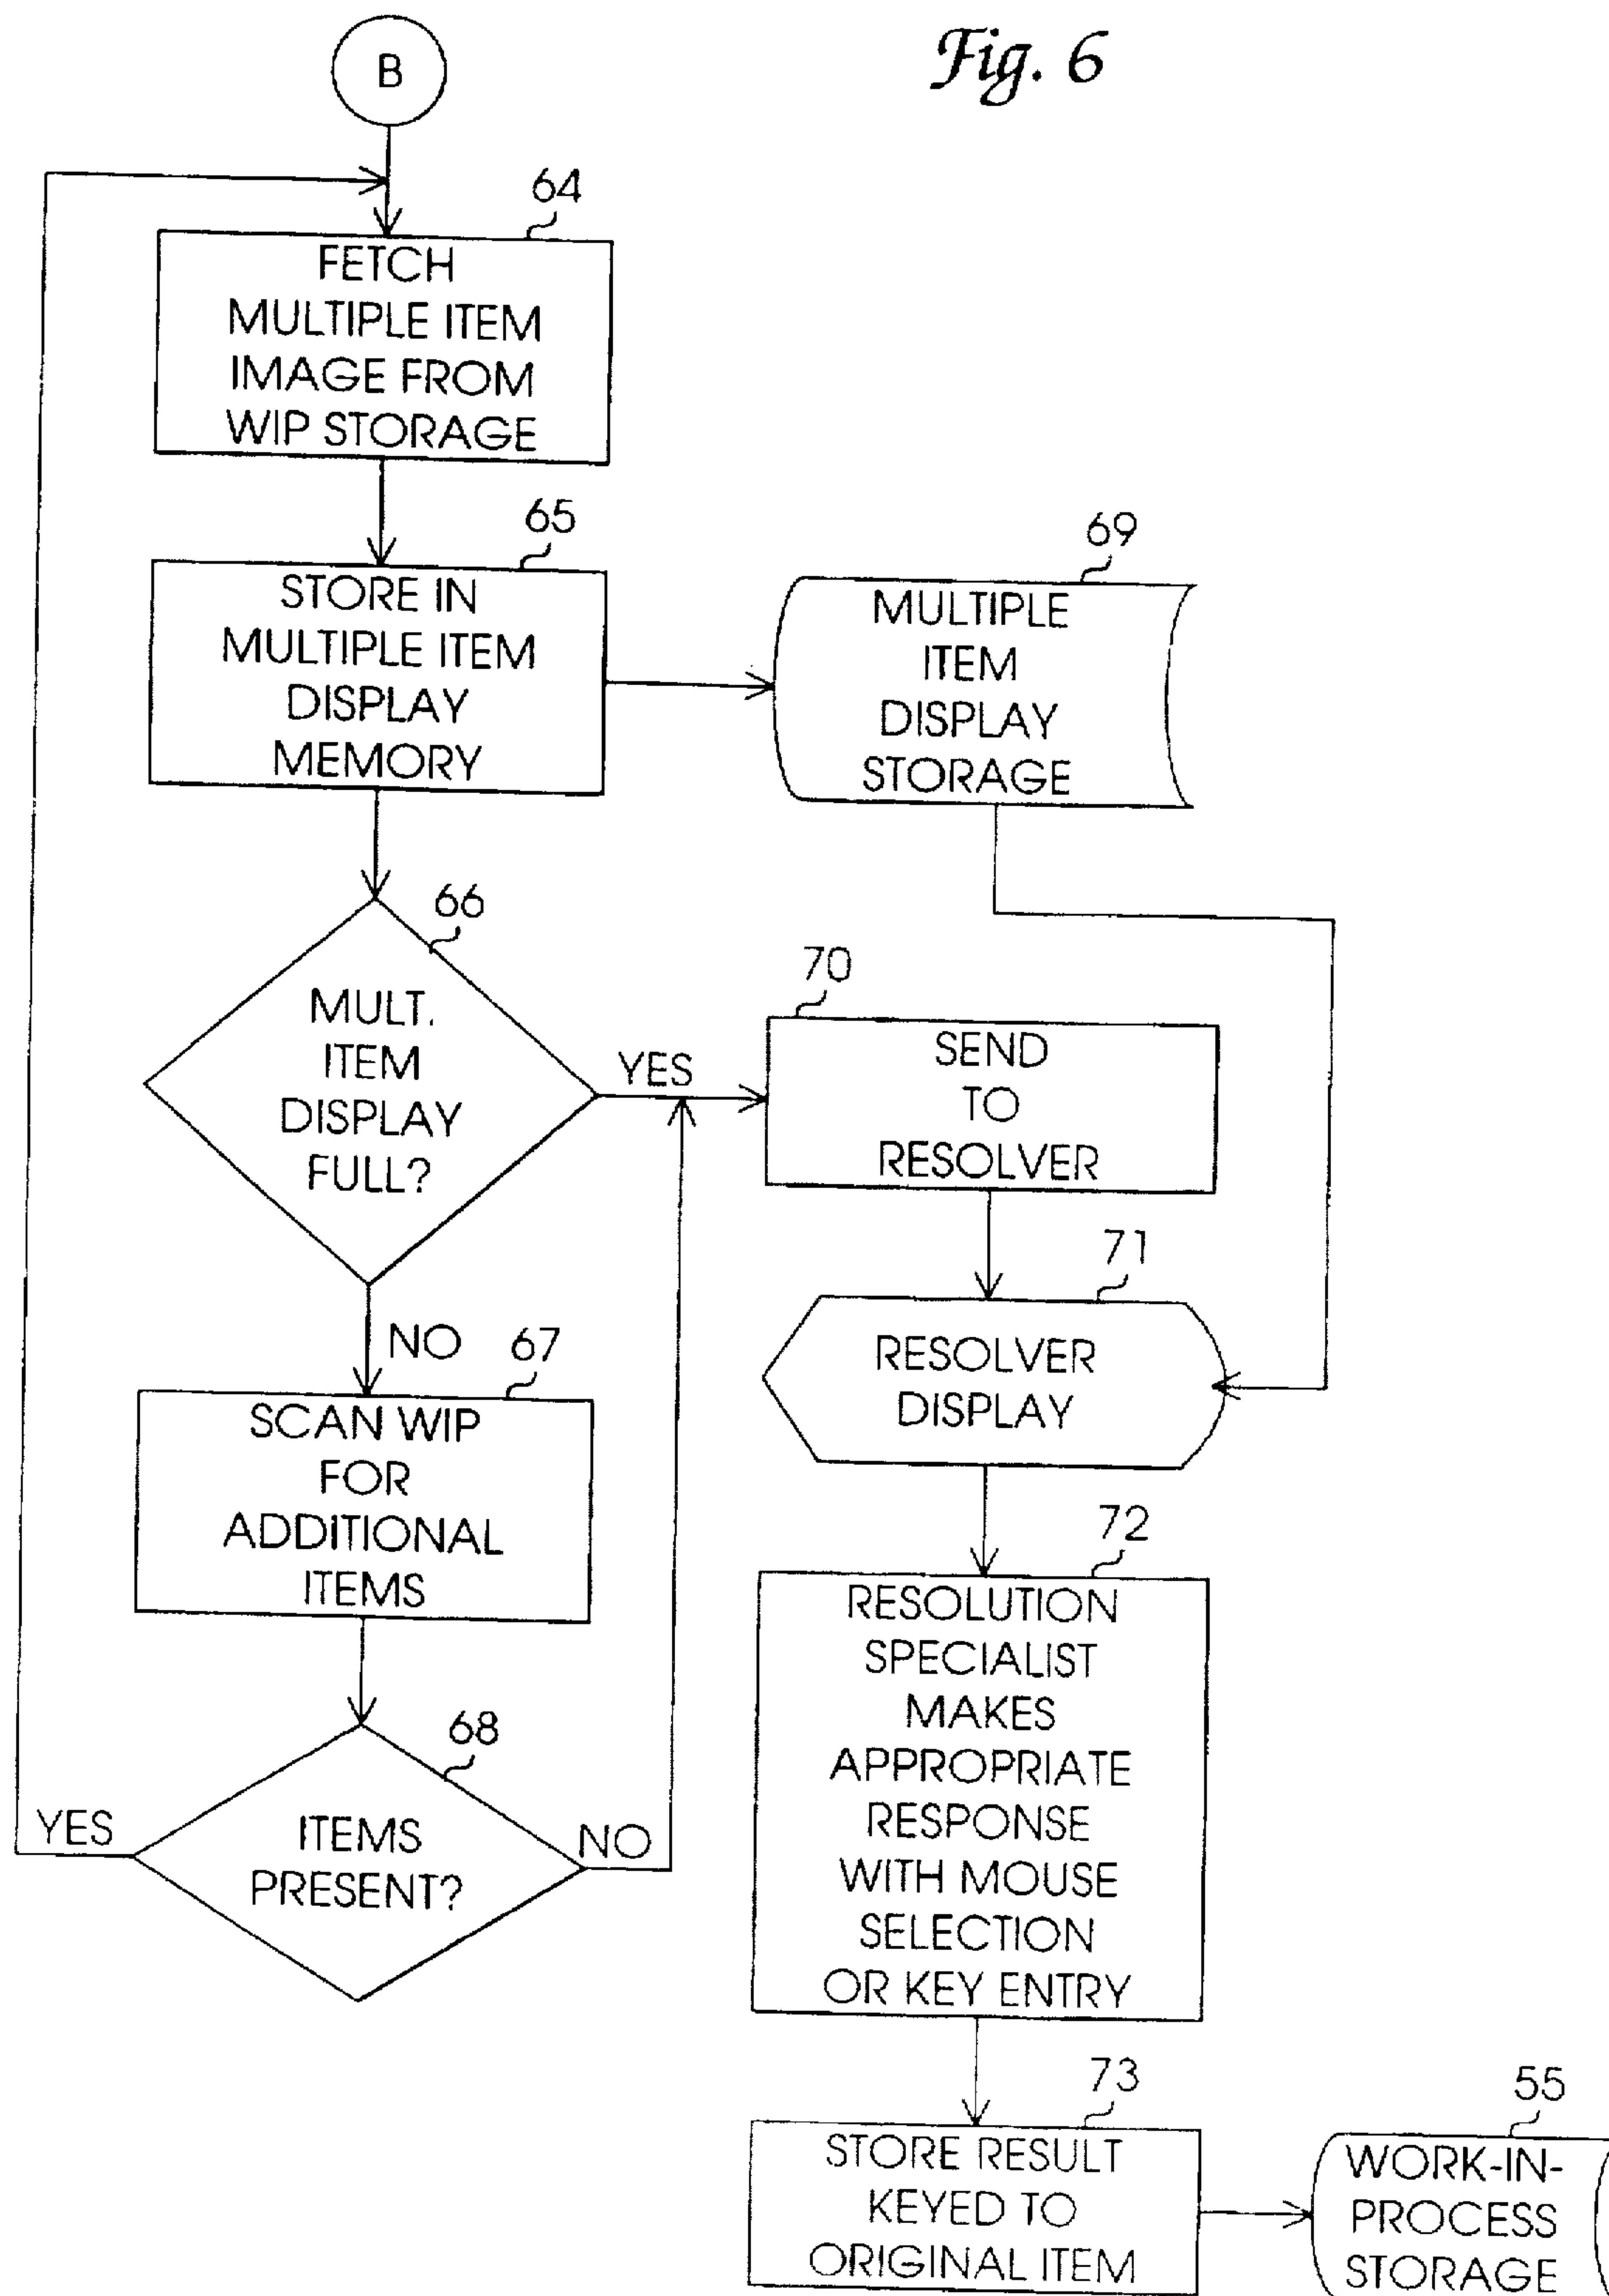 Fig. 6
B
64
FETCH
MULTIPLE ITEM
IMAGE FROM
WIP STORAGE
65
STORE IN
MULTIPLE ITEM
DISPLAY
MEMORY
69
MULTIPLE
ITEM
DISPLAY
STORAGE
66
MULT.
ITEM
DISPLAY
FULL?
YES
NO
70
SEND
TO
RESOLVER
71
RESOLVER
DISPLAY
67
SCAN WIP
FOR
ADDITIONAL
ITEMS
68
ITEMS
PRESENT?
YES
NO
72
RESOLUTION
SPECIALIST
MAKES
APPROPRIATE
RESPONSE
WITH MOUSE
SELECTION
OR KEY ENTRY
73
STORE RESULT
KEYED TO
ORIGINAL ITEM
55
WORK-IN-
PROCESS
STORAGE